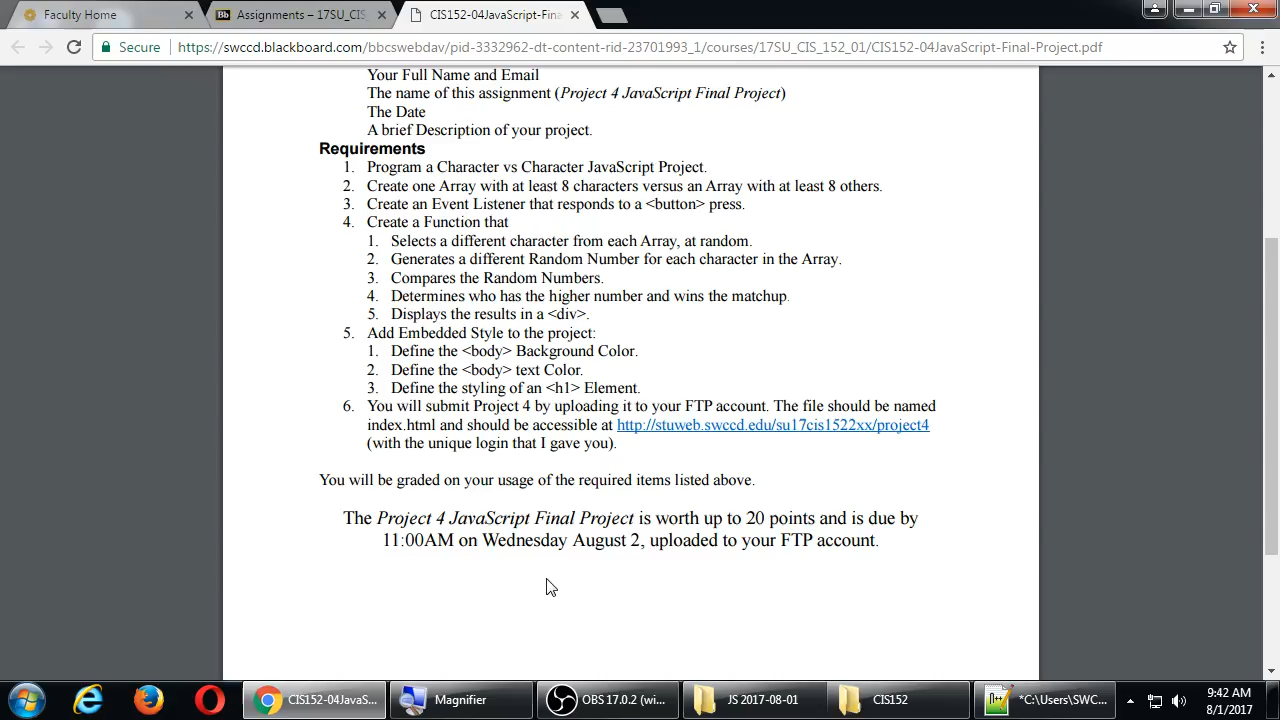 Faculty Home
Bb Assignments – 17SU_CIS_
CIS152-04JavaScript-Fina
Secure https://swccd.blackboard.com/bbcswebdav/pid-3332962-dt-content-rid-23701993_1/courses/17SU_CIS_152_01/CIS152-04JavaScript-Final-Project.pdf
Your Full Name and Email
The name of this assignment (Project 4 JavaScript Final Project)
The Date
A brief Description of your project.
Requirements
1. Program a Character vs Character JavaScript Project.
2. Create one Array with at least 8 characters versus an Array with at least 8 others.
3. Create an Event Listener that responds to a <button> press.
4. Create a Function that
1. Selects a different character from each Array, at random.
2. Generates a different Random Number for each character in the Array.
3. Compares the Random Numbers.
4. Determines who has the higher number and wins the matchup.
5. Displays the results in a <div>.
5. Add Embedded Style to the project:
1. Define the <body> Background Color.
2. Define the <body> text Color.
3. Define the styling of an <h1> Element.
6. You will submit Project 4 by uploading it to your FTP account. The file should be named
index.html and should be accessible at http://stuweb.swccd.edu/su17cis1522xx/project4
(with the unique login that I gave you).
You will be graded on your usage of the required items listed above.
The Project 4 JavaScript Final Project is worth up to 20 points and is due by
11:00AM on Wednesday August 2, uploaded to your FTP account.
CIS152-04JavaS...
Magnifier
OBS 17.0.2 (wi...
JS 2017-08-01
CIS152
*C:\Users\SWC...
9:42 AM
8/1/2017